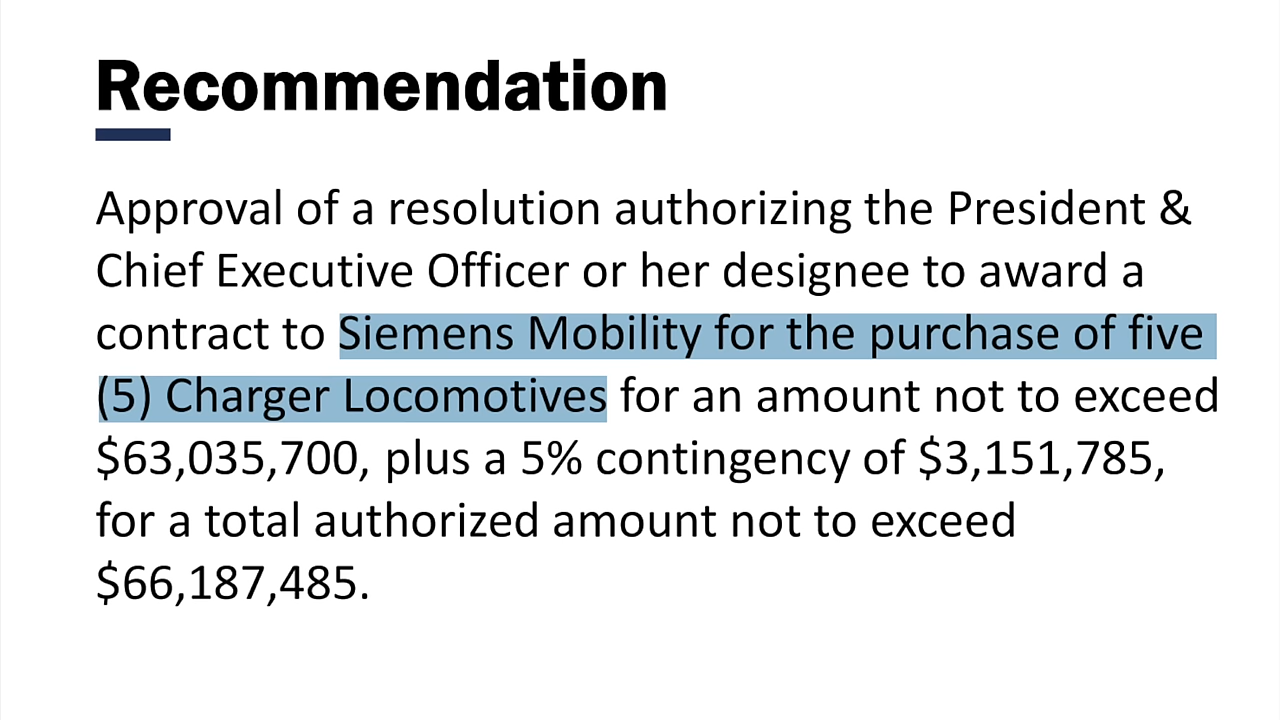 Recommendation
Approval of a resolution authorizing the President &
Chief Executive Officer or her designee to award a
contract to Siemens Mobility for the purchase of five
(5) Charger Locomotives for an amount not to exceed
$63,035,700, plus a 5% contingency of $3,151,785,
for a total authorized amount not to exceed
$66,187,485.